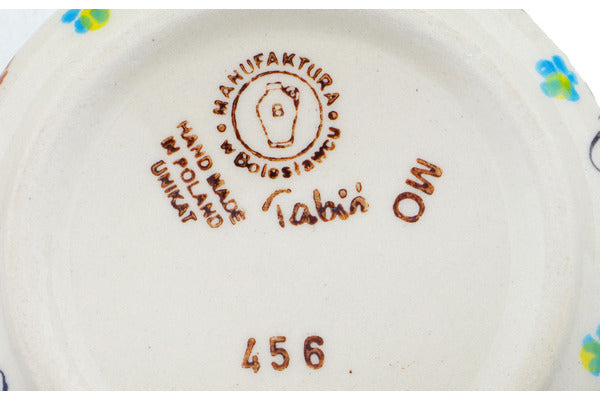 MANUFAKTURA
B
w Bolesławcu
HAND MADE
IN POLAND
UNIKAT
Tabiś
OW
456